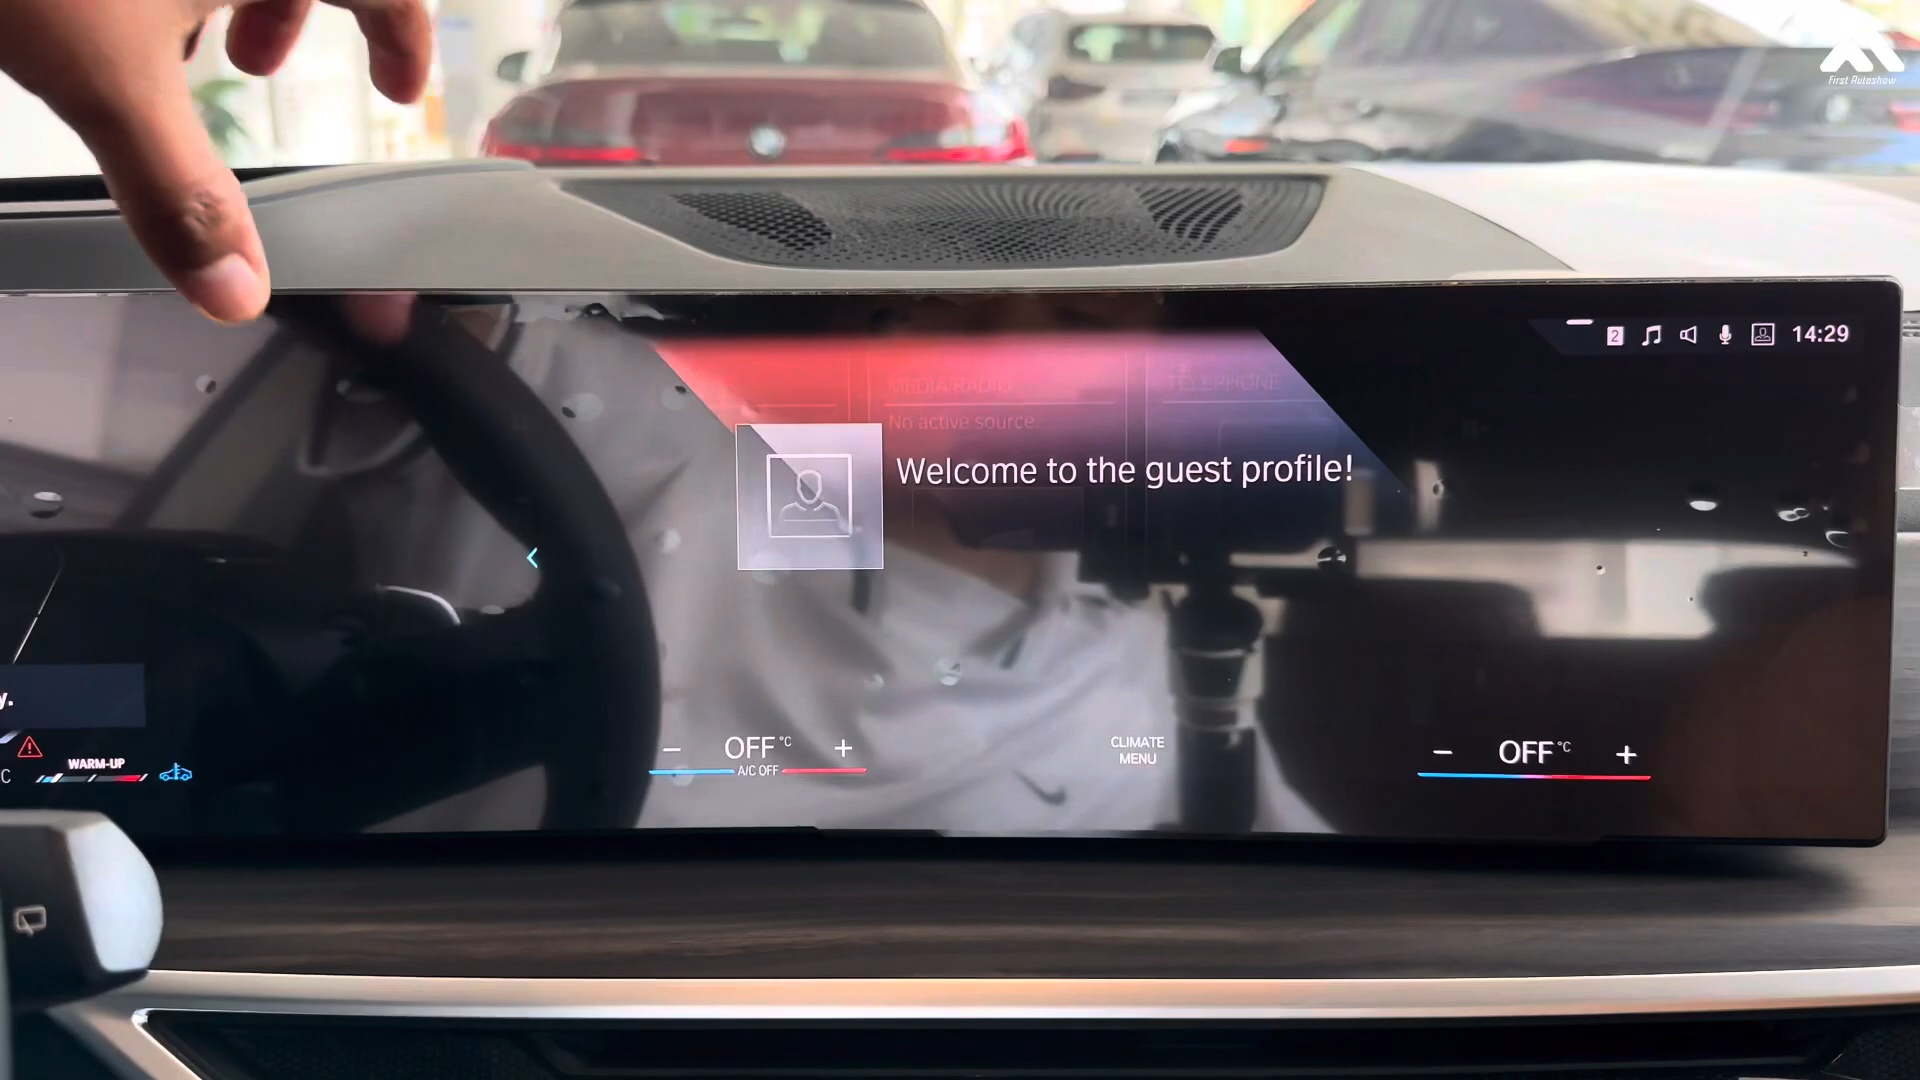 First Autoshow
2
14:29
MEDIA/RADIO
TELEPHONE
No active source.
Welcome to the guest profile!
y.
WARM-UP
C
OFF °C
A/C OFF
CLIMATE
MENU
OFF °C